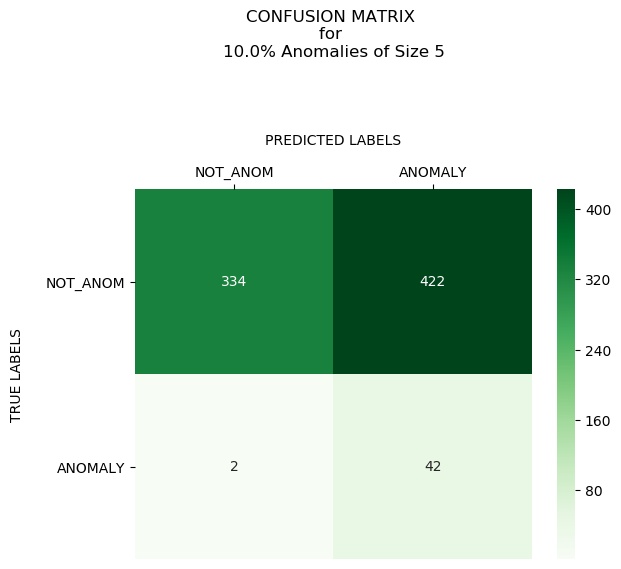 CONFUSION MATRIX
for
10.0% Anomalies of Size 5
PREDICTED LABELS
NOT_ANOM ANOMALY
TRUE LABELS
NOT_ANOM 334 422
ANOMALY 2 42
400
320
240
160
80